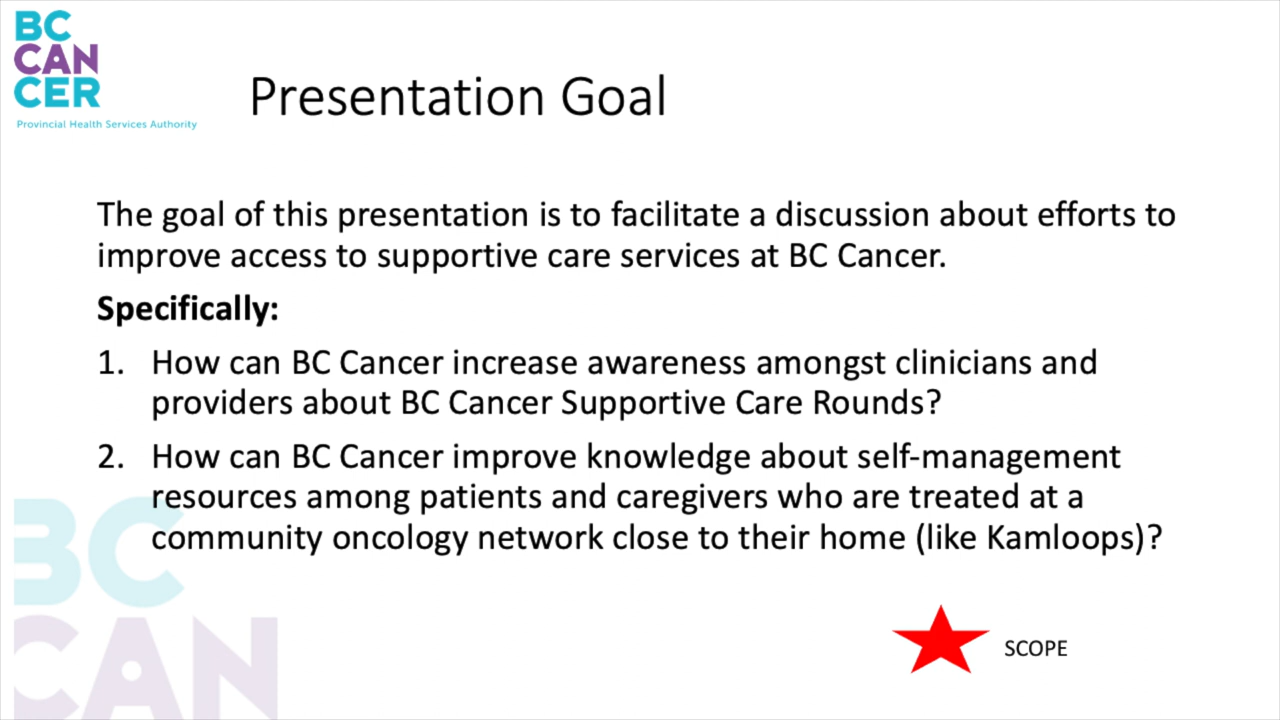 BC
CAN
CER
Provincial Health Services Authority
Presentation Goal
The goal of this presentation is to facilitate a discussion about efforts to
improve access to supportive care services at BC Cancer.
Specifically:
1. How can BC Cancer increase awareness amongst clinicians and
providers about BC Cancer Supportive Care Rounds?
2. How can BC Cancer improve knowledge about self-management
resources among patients and caregivers who are treated at a
community oncology network close to their home (like Kamloops)?
BC
CAN
SCOPE